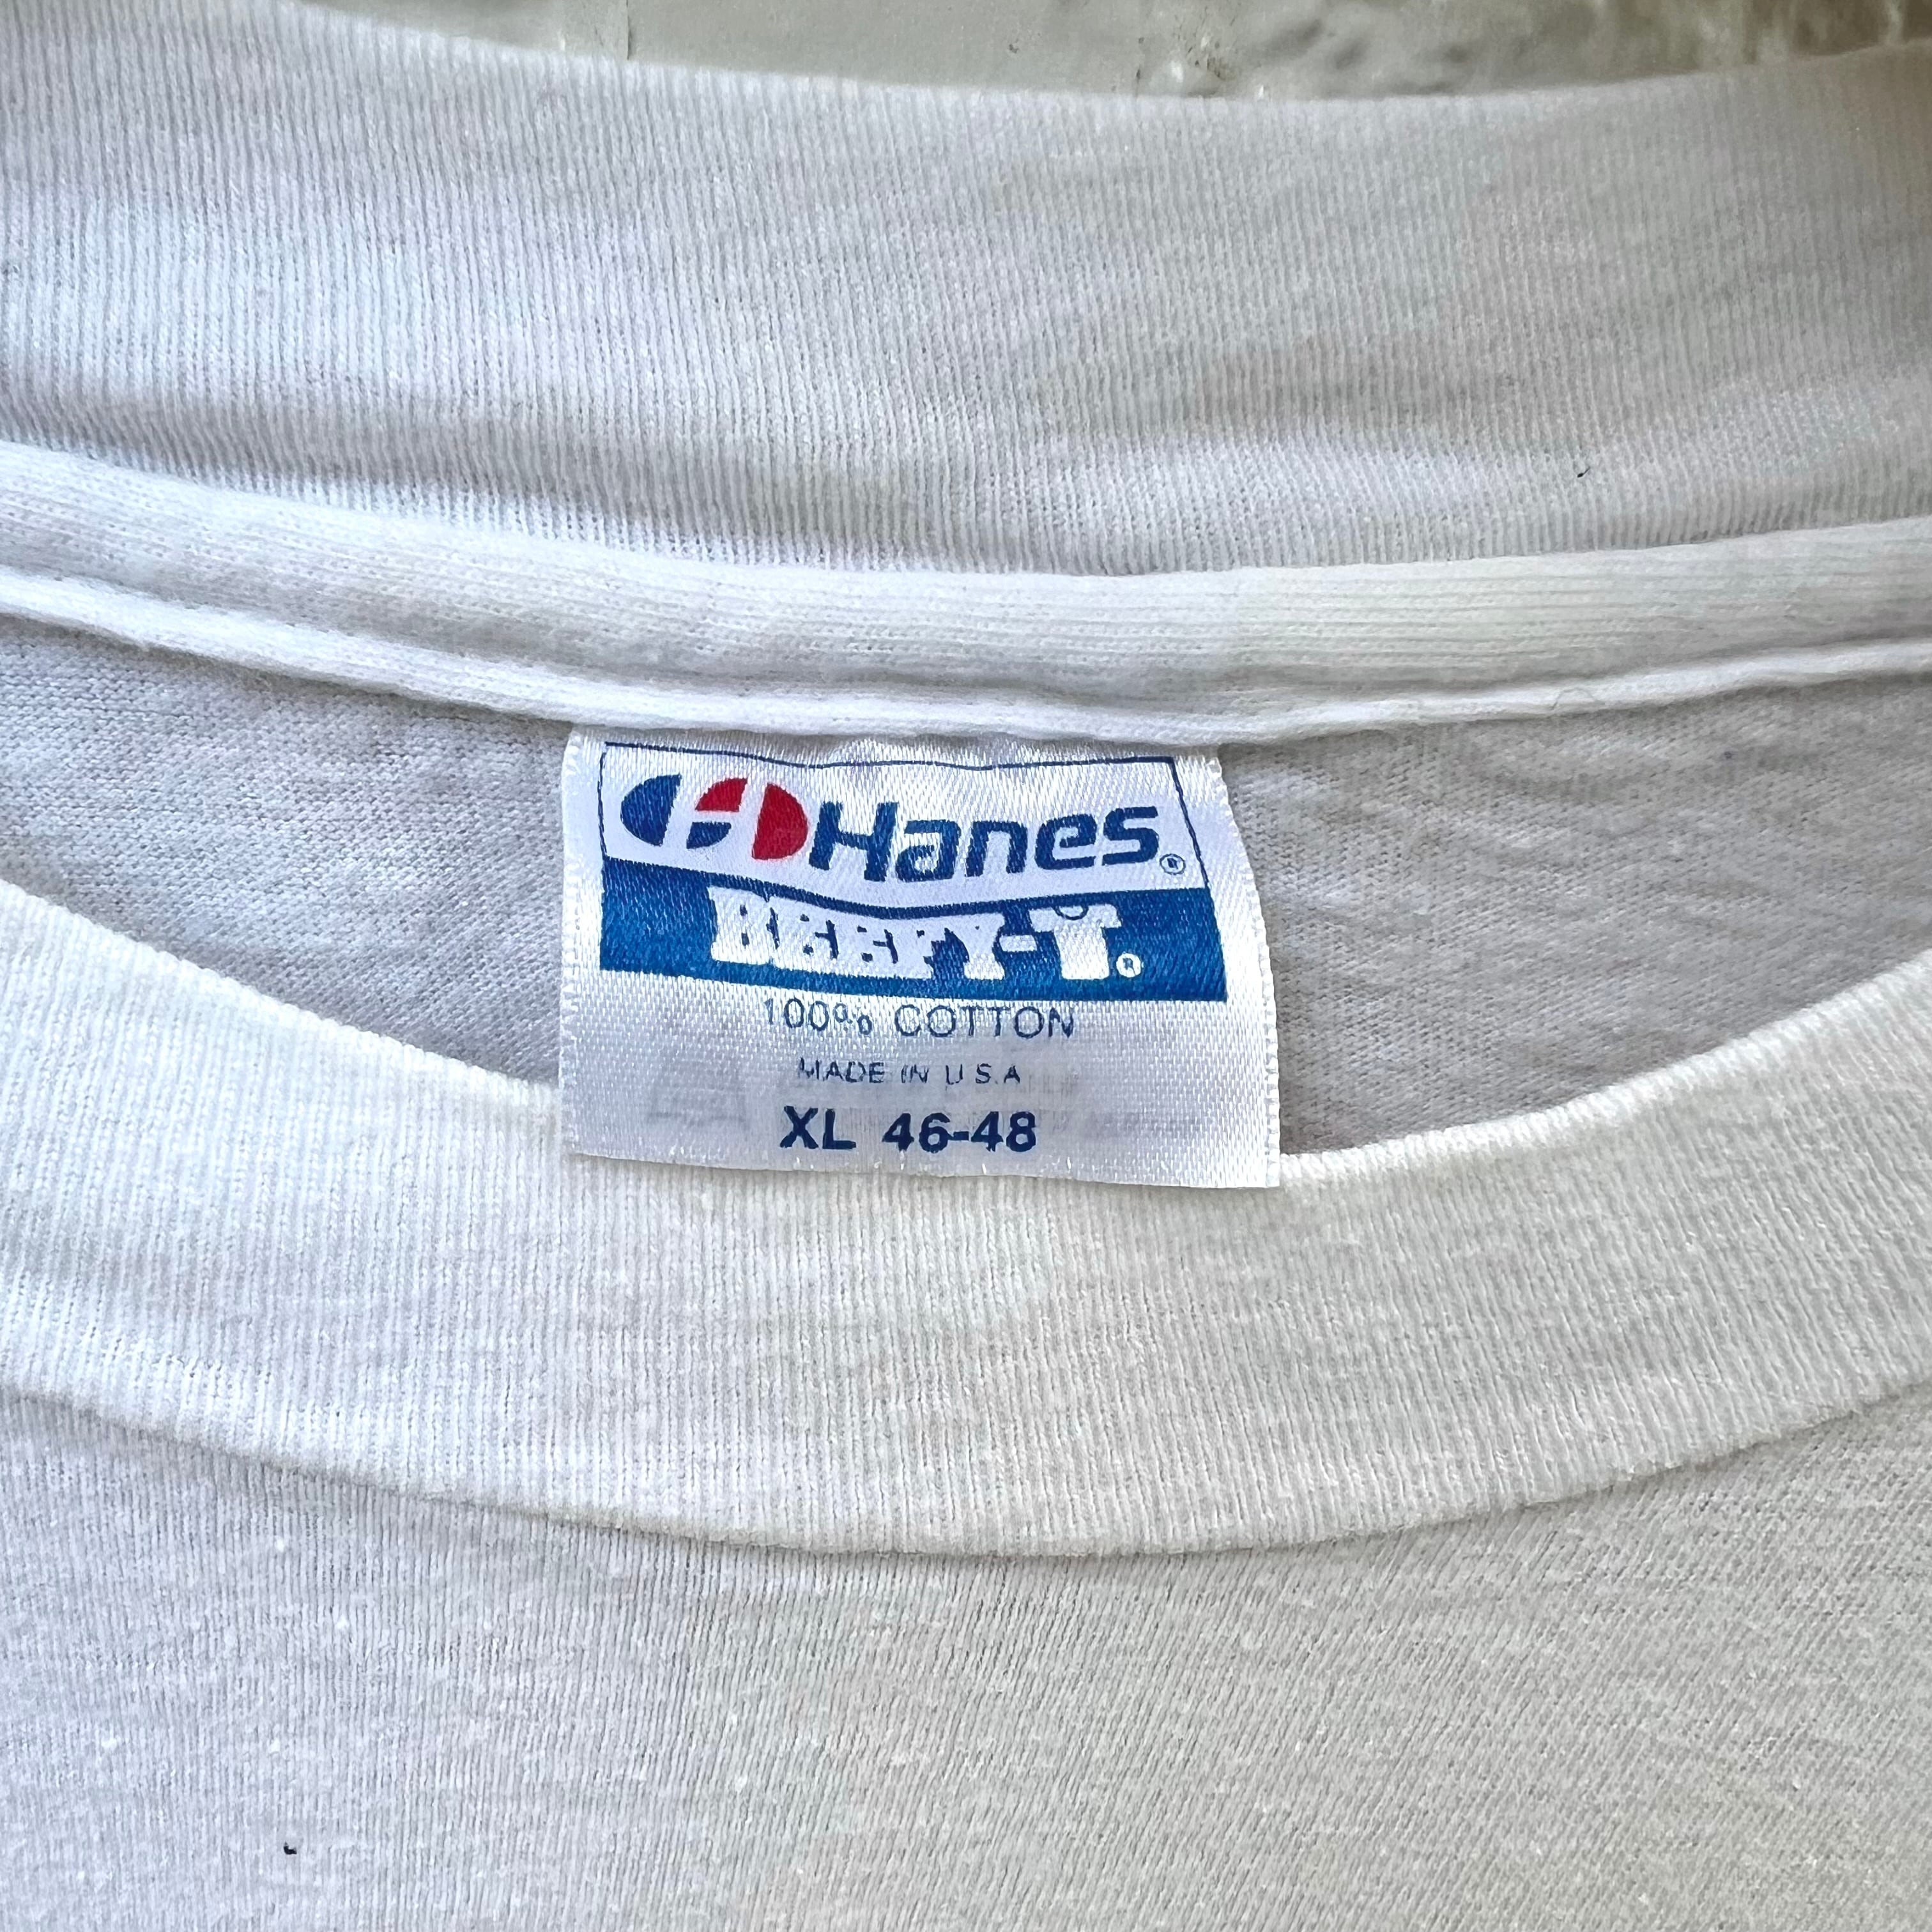 Hanes®
BEEFY-T®
100% COTTON
MADE IN U.S.A
XL 46-48